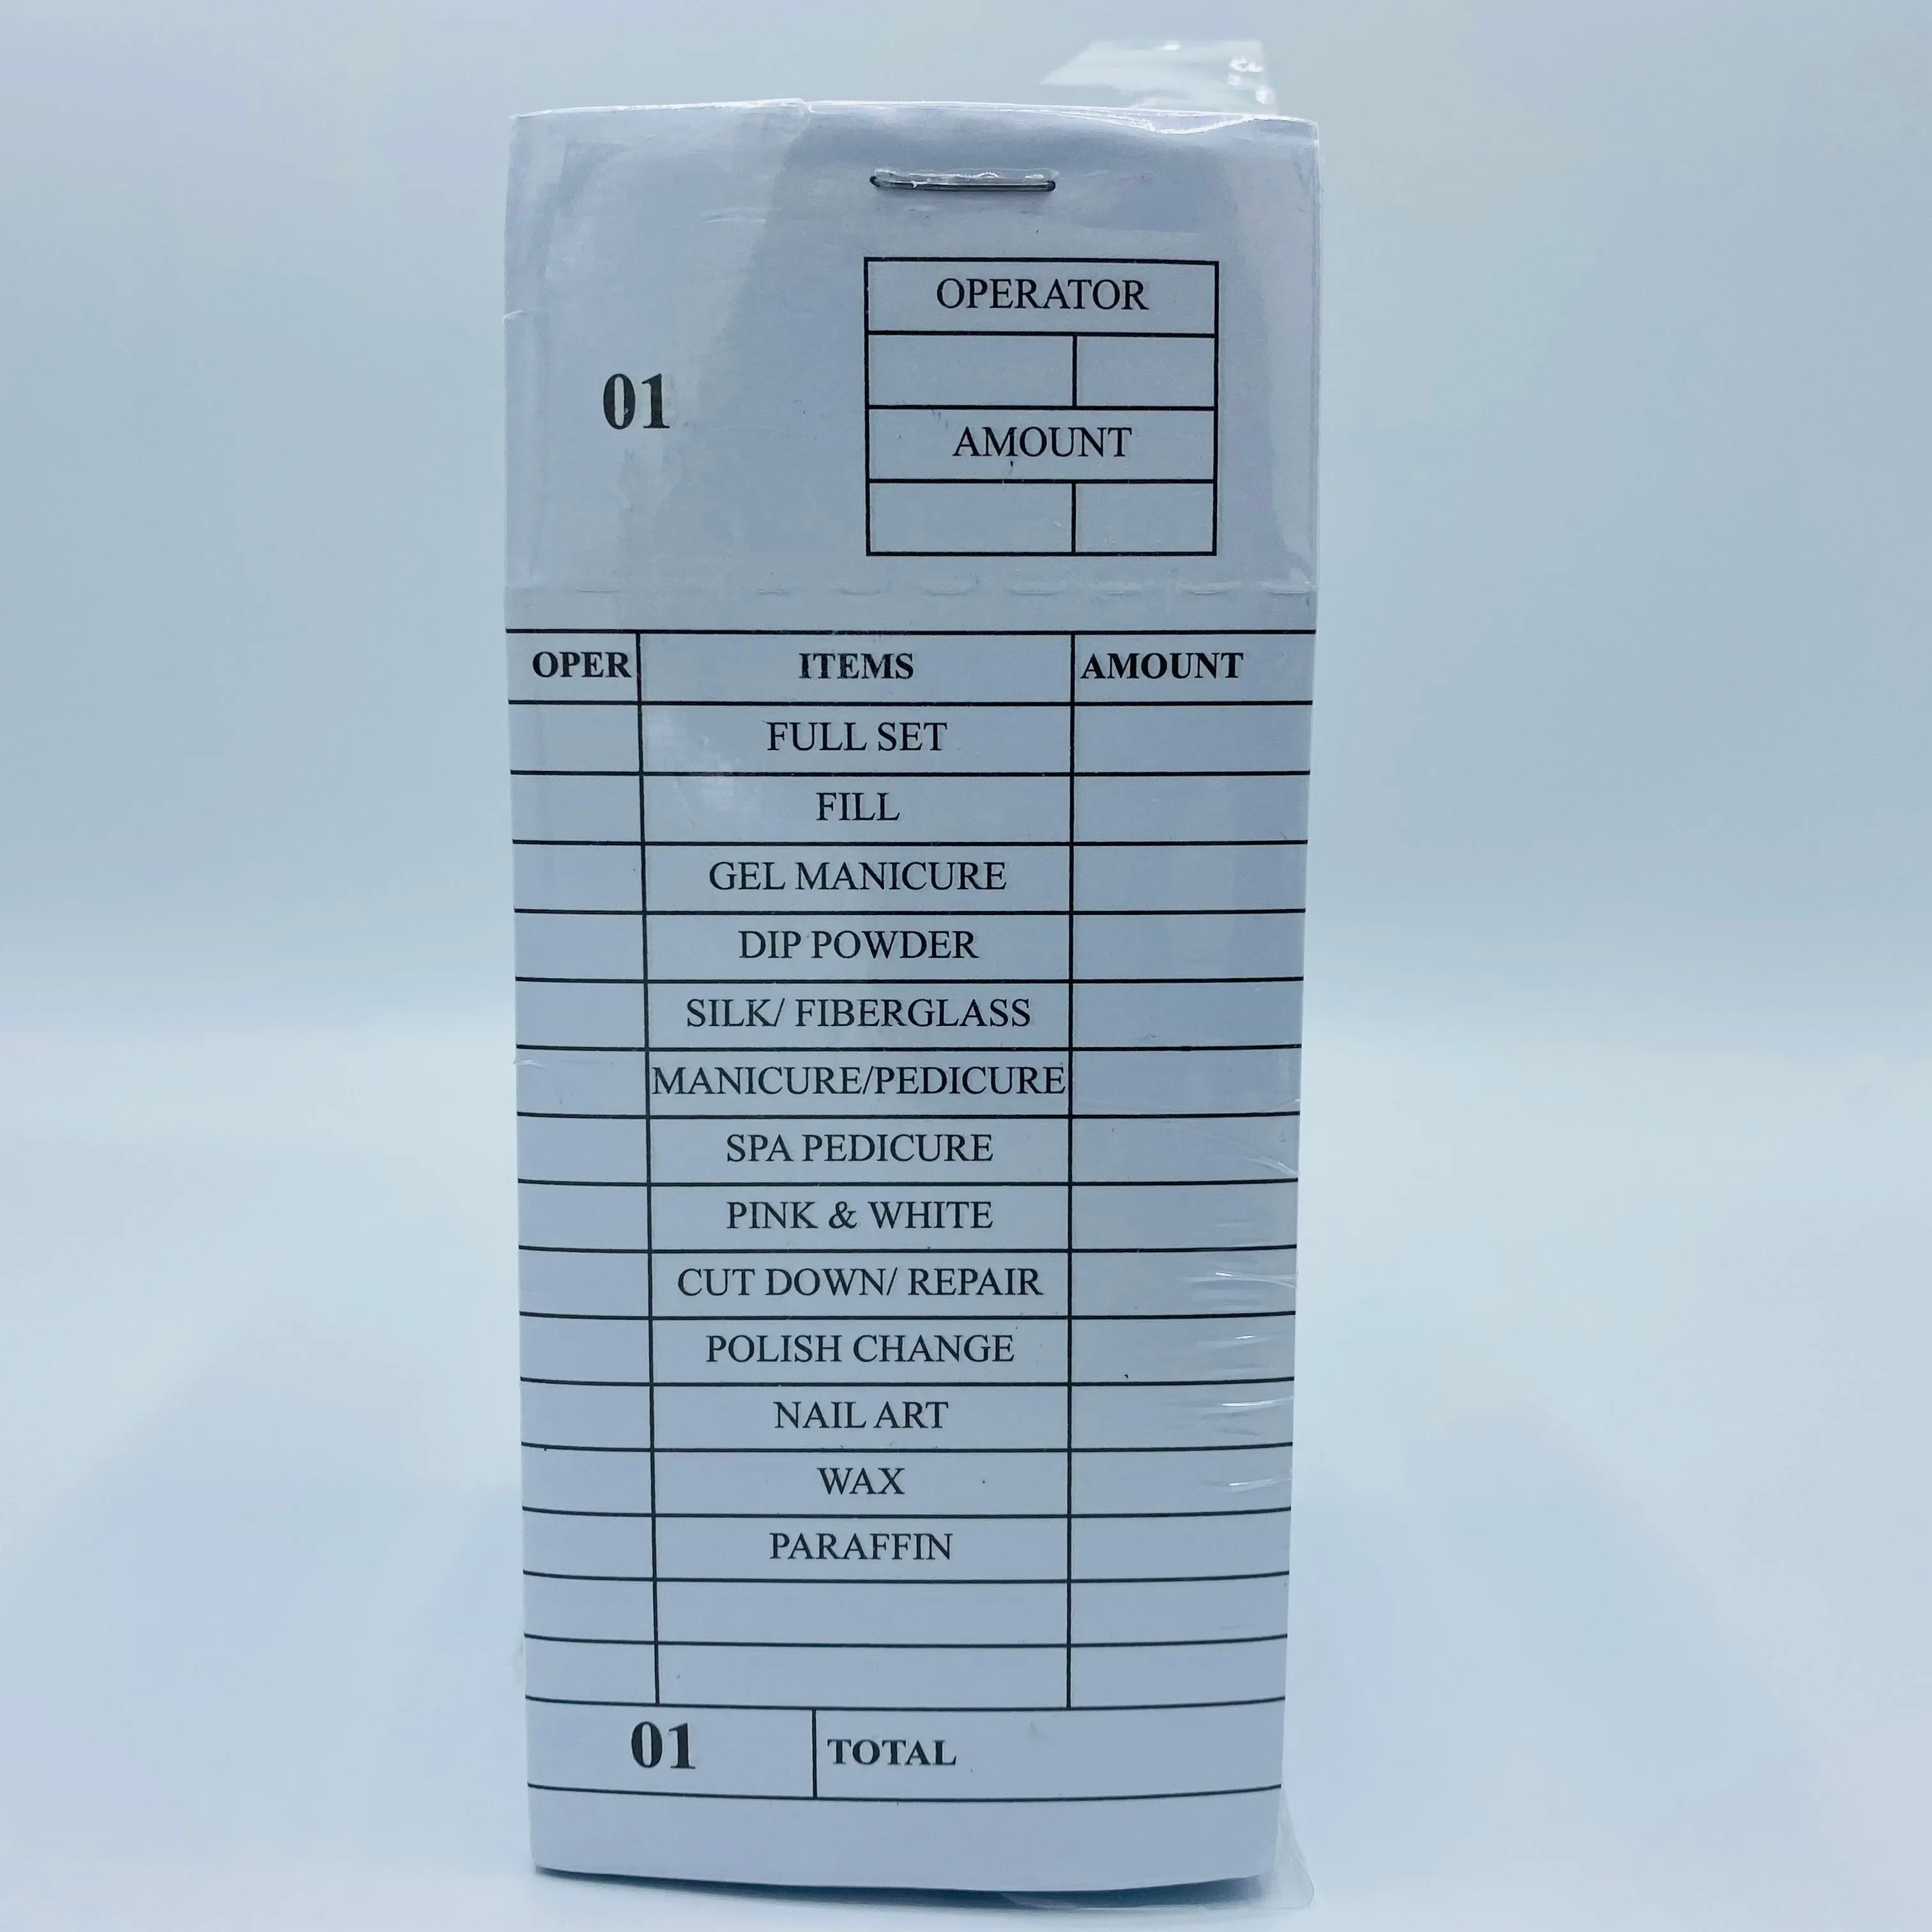 OPERATOR
01
AMOUNT
OPER ITEMS AMOUNT
FULL SET
FILL
GEL MANICURE
DIP POWDER
SILK/ FIBERGLASS
MANICURE/PEDICURE
SPA PEDICURE
PINK & WHITE
CUT DOWN/ REPAIR
POLISH CHANGE
NAIL ART
WAX
PARAFFIN
01 TOTAL